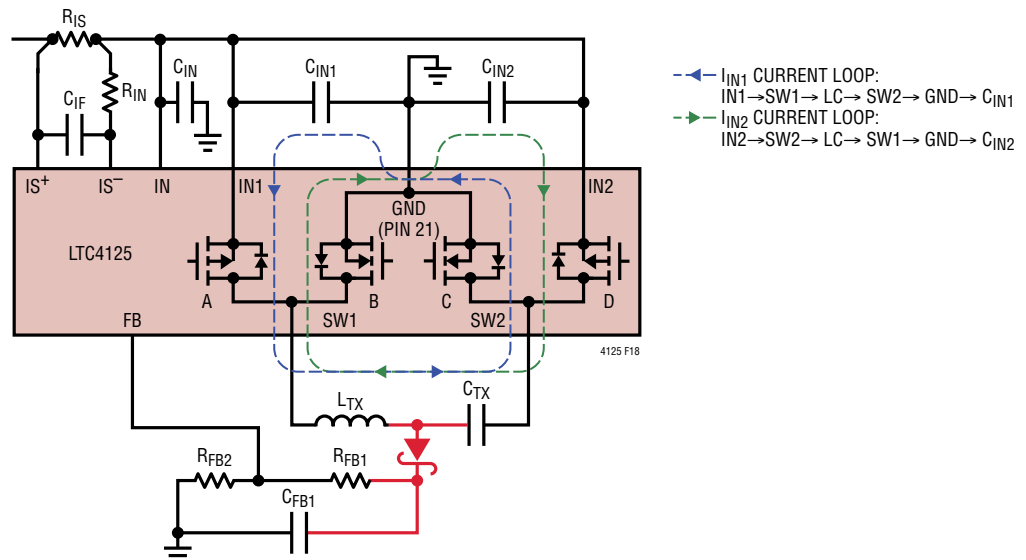 RIS
CIN
CIN1
CIN2
RIN
CIF
IIN1 CURRENT LOOP:
IN1→SW1→ LC→ SW2→ GND→ CIN1
IIN2 CURRENT LOOP:
IN2→SW2→ LC→ SW1→ GND→ CIN2
IS+
IS–
IN
IN1
GND
(PIN 21)
IN2
LTC4125
A
B
C
D
FB
SW1
SW2
4125 F18
LTX
CTX
RFB2
RFB1
CFB1